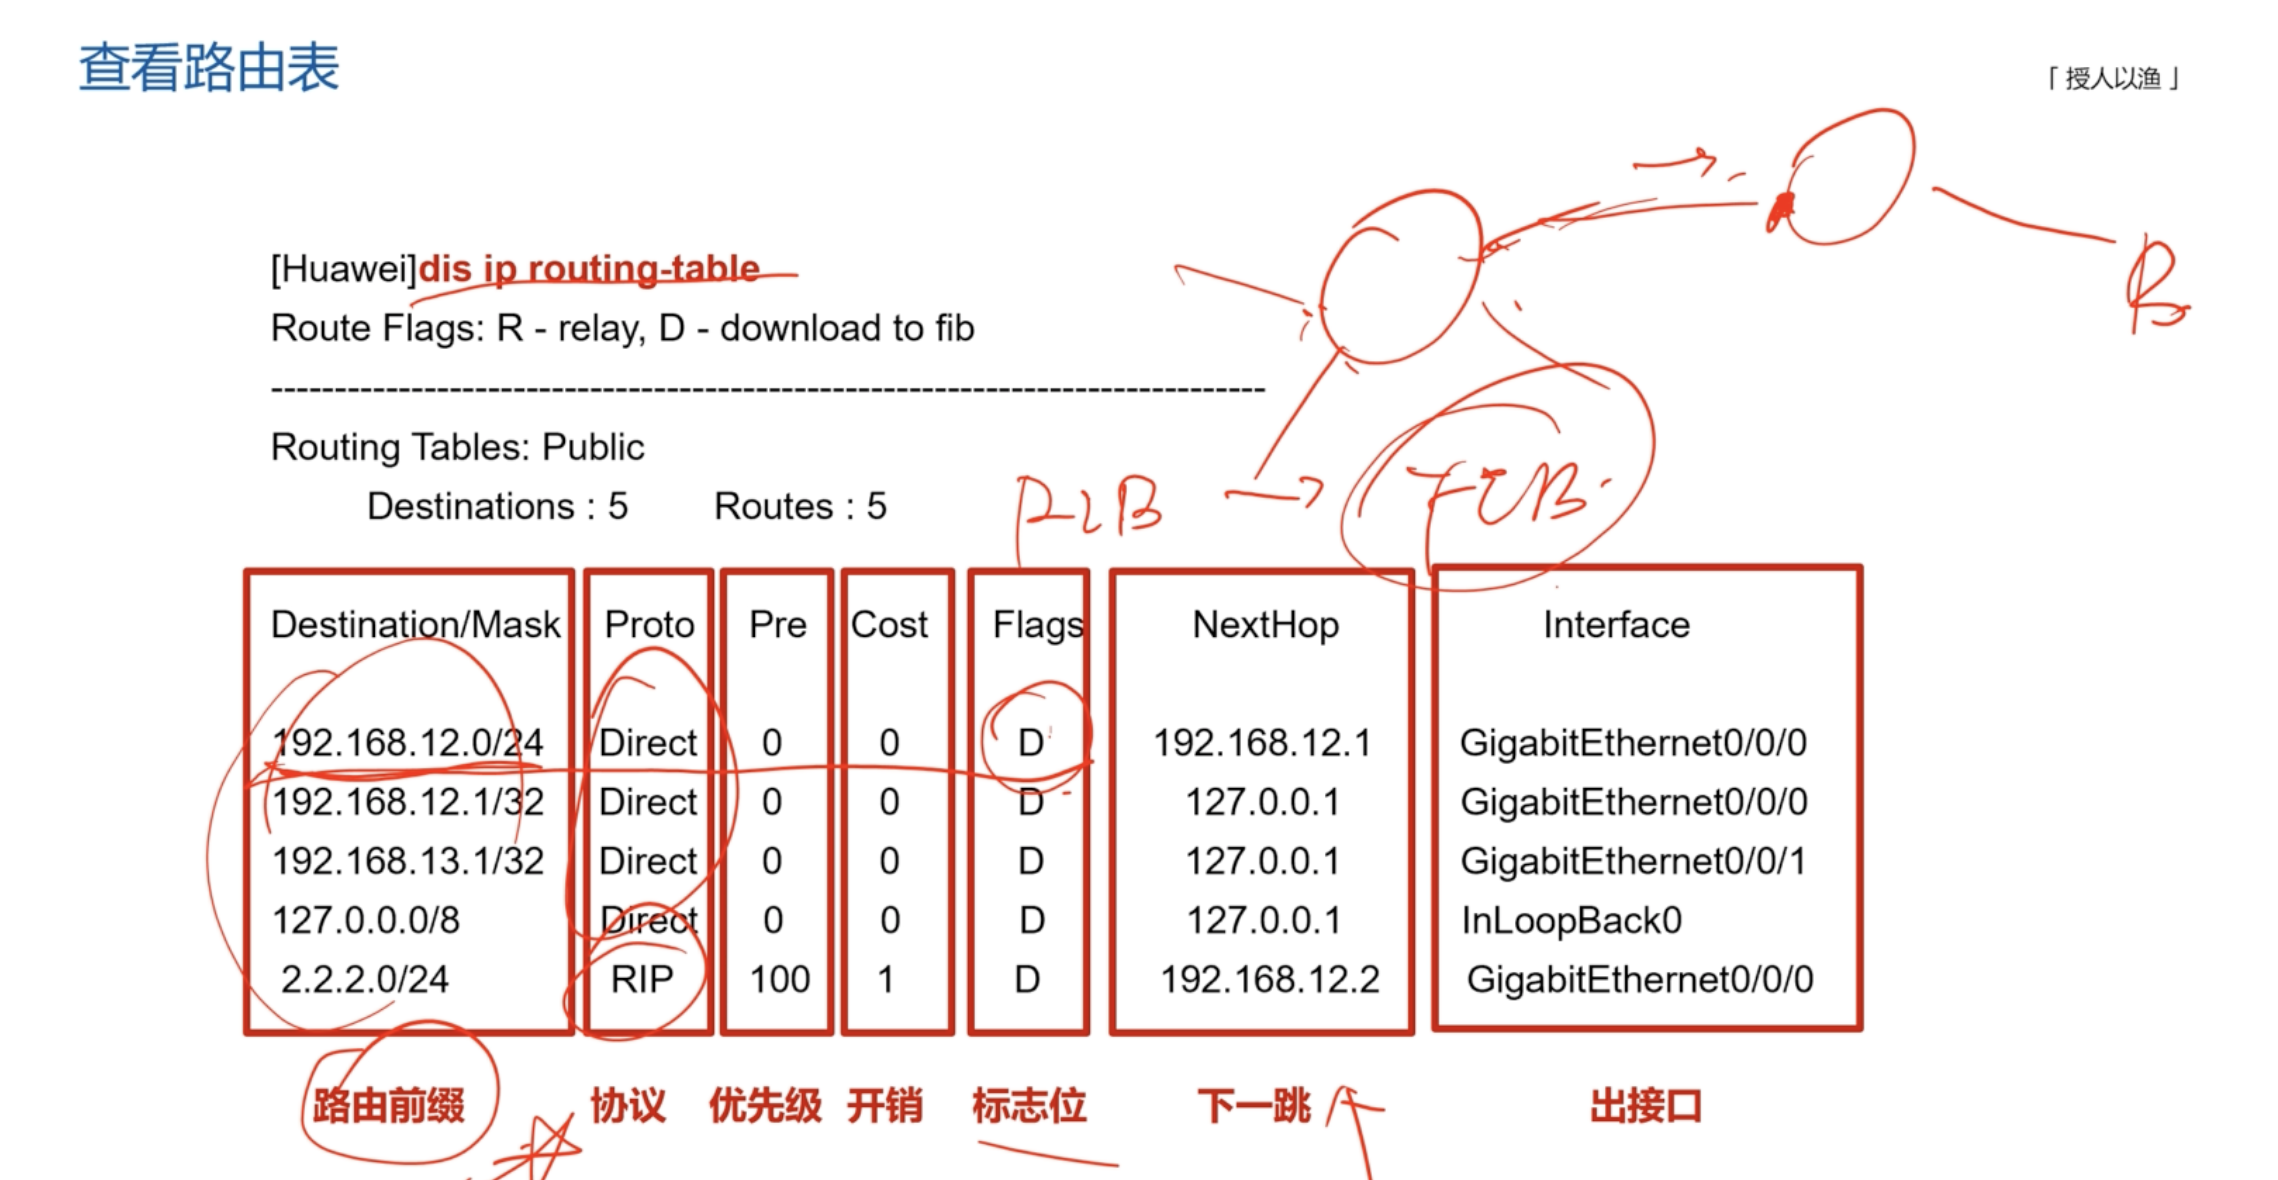 查看路由表
「 授人以渔 」
[Huawei]dis ip routing-table
Route Flags: R - relay, D - download to fib
------------------------------------------------------------------------------
Routing Tables: Public
Destinations : 5 Routes : 5
RIB → FIB
Destination/Mask Proto Pre Cost Flags NextHop Interface
192.168.12.0/24 Direct 0 0 D 192.168.12.1 GigabitEthernet0/0/0
192.168.12.1/32 Direct 0 0 D 127.0.0.1 GigabitEthernet0/0/0
192.168.13.1/32 Direct 0 0 D 127.0.0.1 GigabitEthernet0/0/1
127.0.0.0/8 Direct 0 0 D 127.0.0.1 InLoopBack0
2.2.2.0/24 RIP 100 1 D 192.168.12.2 GigabitEthernet0/0/0
路由前缀 协议 优先级 开销 标志位 下一跳 出接口